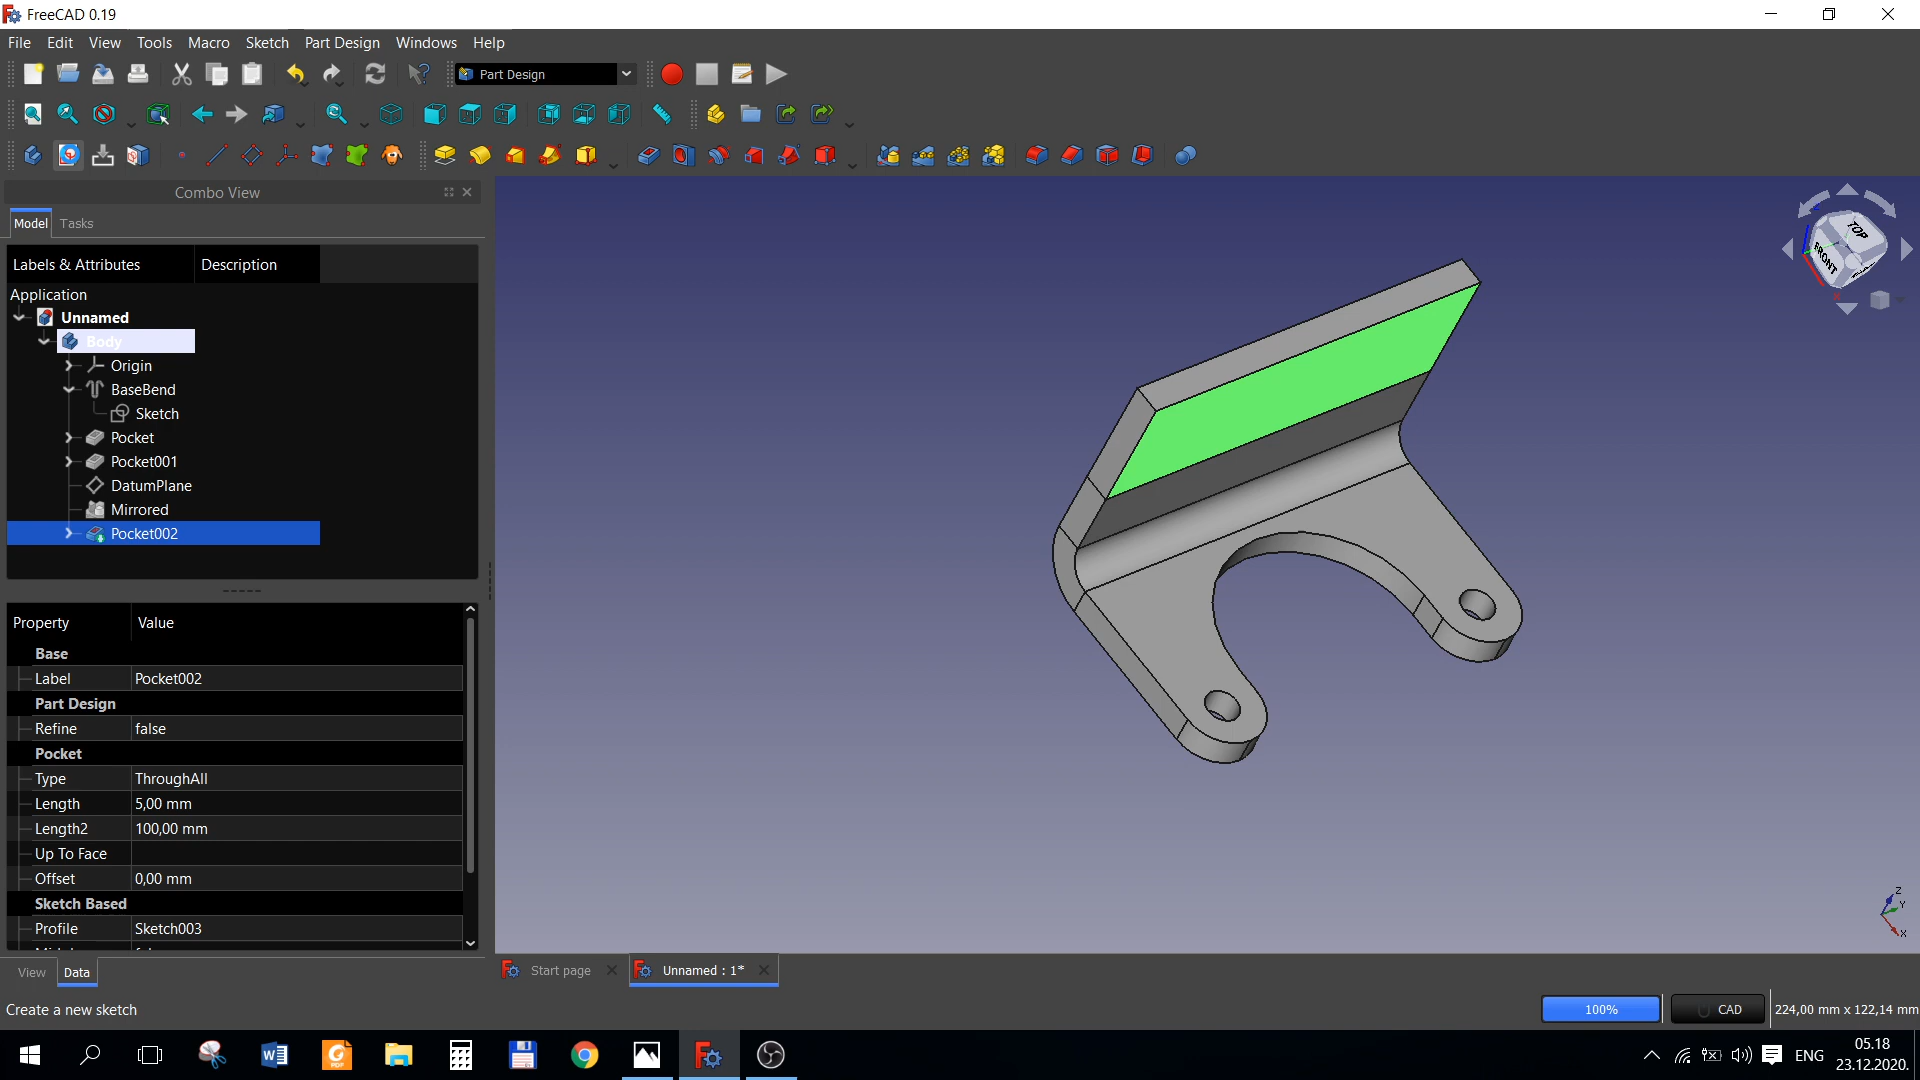 FreeCAD 0.19
File Edit View Tools Macro Sketch Part Design Windows Help
Part Design
Combo View
Model Tasks
Labels & Attributes Description
Application
Unnamed
Body
Origin
BaseBend
Sketch
Pocket
Pocket001
DatumPlane
Mirrored
Pocket002
Property Value
Base
Label Pocket002
Part Design
Refine false
Pocket
Type ThroughAll
Length 5,00 mm
Length2 100,00 mm
Up To Face
Offset 0,00 mm
Sketch Based
Profile Sketch003
View Data
TOP
FRONT
X
Z
Y
X
Start page Unnamed : 1*
Create a new sketch
100% CAD 224,00 mm x 122,14 mm
ENG
05.18
23.12.2020.